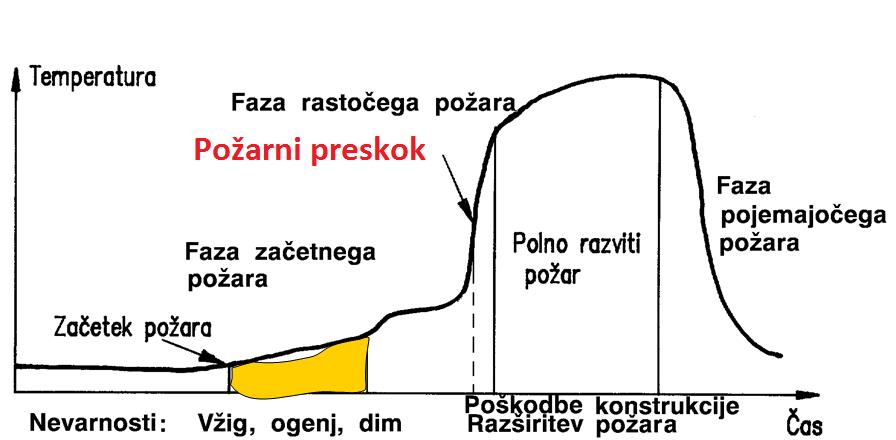 Temperatura
Faza rastočega požara
Požarni preskok
Faza
pojemajočega
požara
Faza začetnega
požara
Polno razviti
požar
Začetek požara
Nevarnosti: Vžig, ogenj, dim
Poškodbe konstrukcije
Razširitev požara
Čas